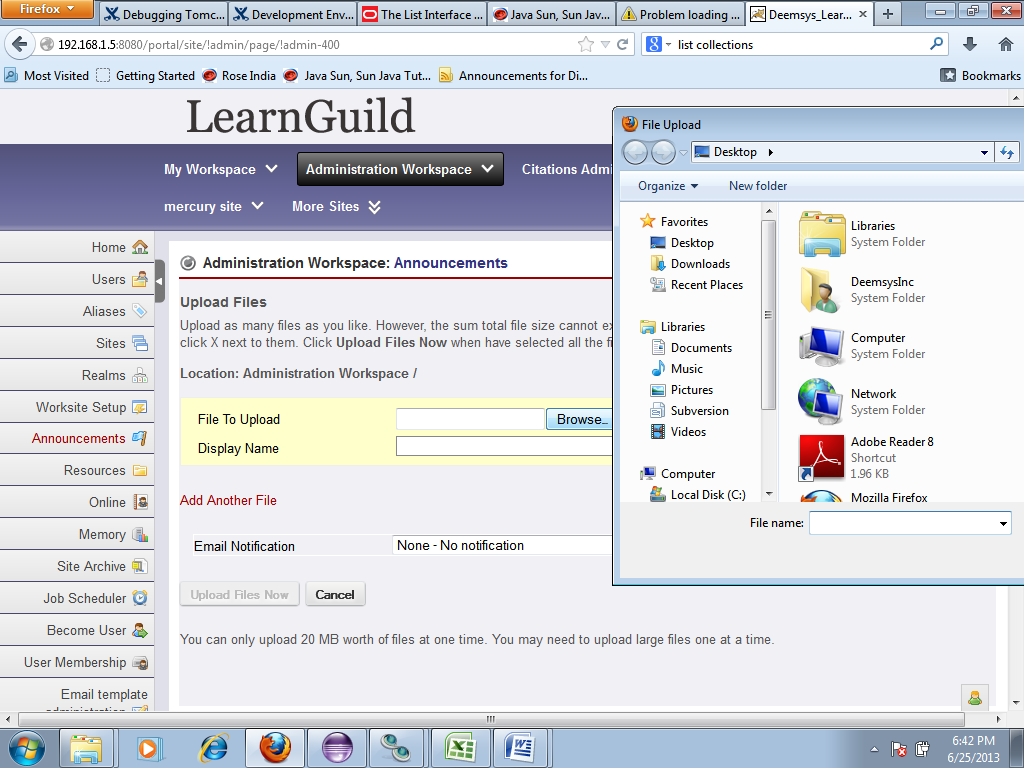 Firefox
Debugging Tomc...
Development Env...
The List Interface ...
Java Sun, Sun Jav...
Problem loading ...
Deemsys_Lear...
192.168.1.5:8080/portal/site/!admin/page/!admin-400
list collections
Most Visited
Getting Started
Rose India
Java Sun, Sun Java Tut...
Announcements for Di...
Bookmarks
LearnGuild
My Workspace
Administration Workspace
Citations Admi
mercury site
More Sites
Home
Users
Aliases
Sites
Realms
Worksite Setup
Announcements
Resources
Online
Memory
Site Archive
Job Scheduler
Become User
User Membership
Email template
administration
Administration Workspace: Announcements
Upload Files
Upload as many files as you like. However, the sum total file size cannot ex
click X next to them. Click Upload Files Now when have selected all the fi
Location: Administration Workspace /
File To Upload
Browse...
Display Name
Add Another File
Email Notification
None - No notification
Upload Files Now
Cancel
You can only upload 20 MB worth of files at one time. You may need to upload large files one at a time.
File Upload
Desktop
Organize
New folder
Favorites
Desktop
Downloads
Recent Places
Libraries
Documents
Music
Pictures
Subversion
Videos
Computer
Local Disk (C:)
Libraries
System Folder
DeemsysInc
System Folder
Computer
System Folder
Network
System Folder
Adobe Reader 8
Shortcut
1.96 KB
Mozilla Firefox
File name:
6:42 PM
6/25/2013